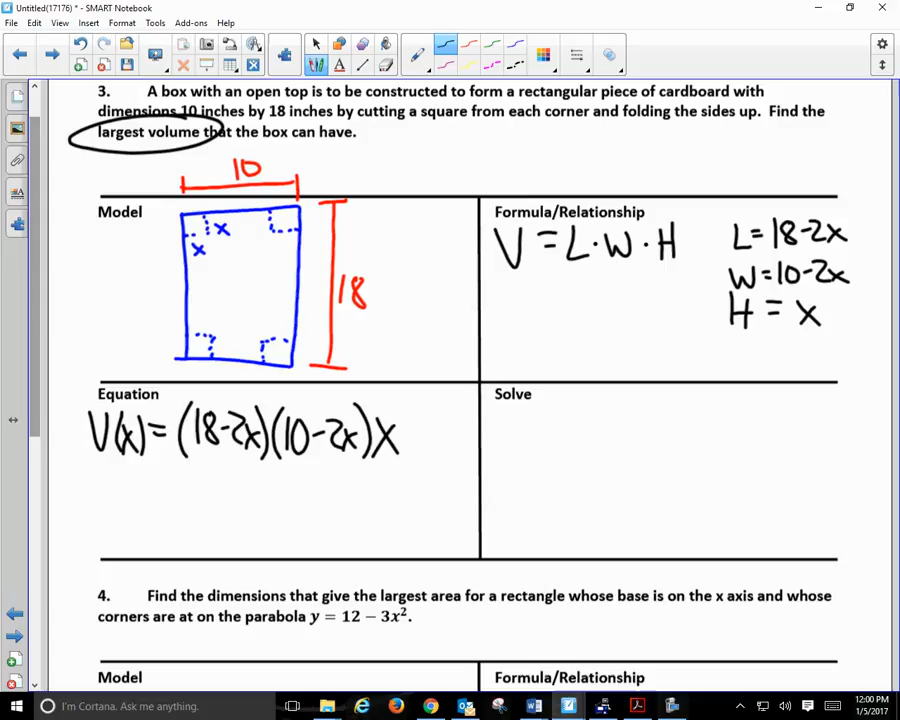 Untitled(17176) * - SMART Notebook
File Edit View Insert Format Tools Add-ons Help
3. A box with an open top is to be constructed to form a rectangular piece of cardboard with
dimensions 10 inches by 18 inches by cutting a square from each corner and folding the sides up. Find the
largest volume that the box can have.
10
Model
x
x
18
Formula/Relationship
V = L·W·H
L = 18-2x
W = 10-2x
H = x
Equation
V(x) = (18-2x)(10-2x)X
Solve
4. Find the dimensions that give the largest area for a rectangle whose base is on the x axis and whose
corners are at on the parabola y = 12 − 3x².
Model
Formula/Relationship
I'm Cortana. Ask me anything.
12:00 PM
1/5/2017